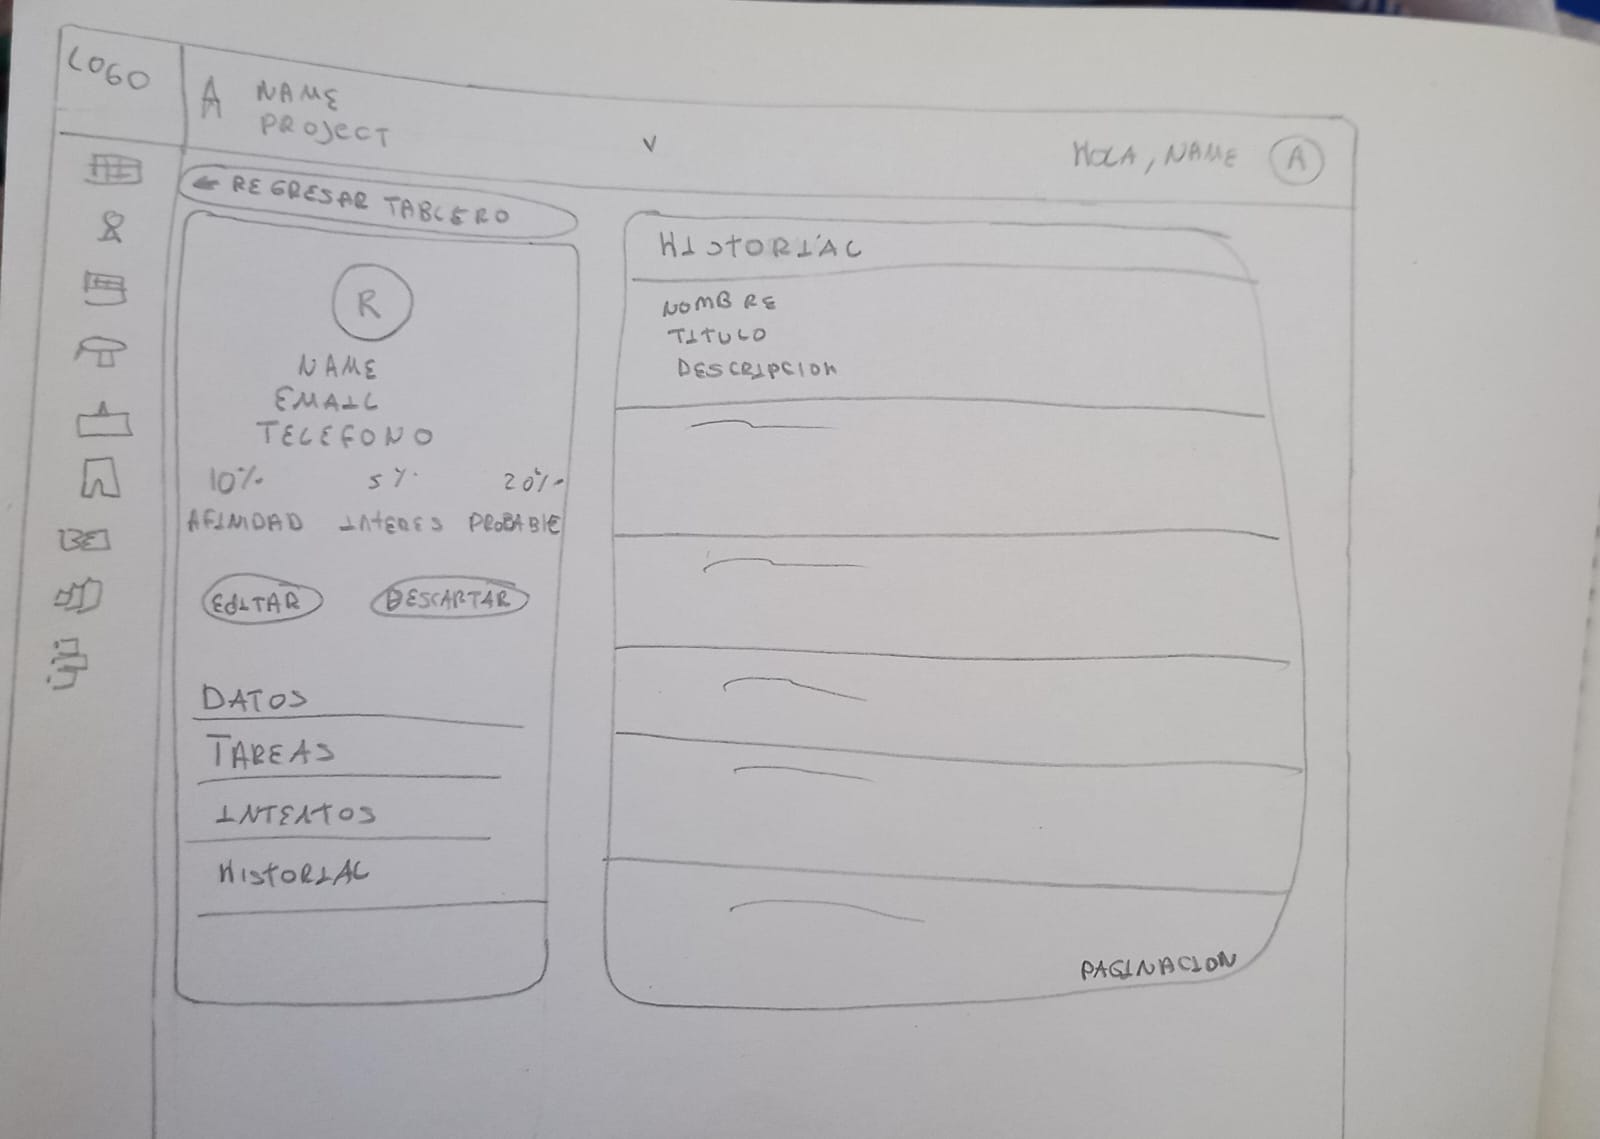 LOGO
A NAME
PROJECT
V
HOLA, NAME A
← REGRESAR TABLERO
R
NAME
EMAIL
TELEFONO
10% 5% 20%
AFINIDAD INTERES PROBABLE
EDITAR DESCARTAR
DATOS
TAREAS
INTENTOS
HISTORIAL
HISTORIAL
NOMBRE
TITULO
DESCRIPCION
PAGINACION